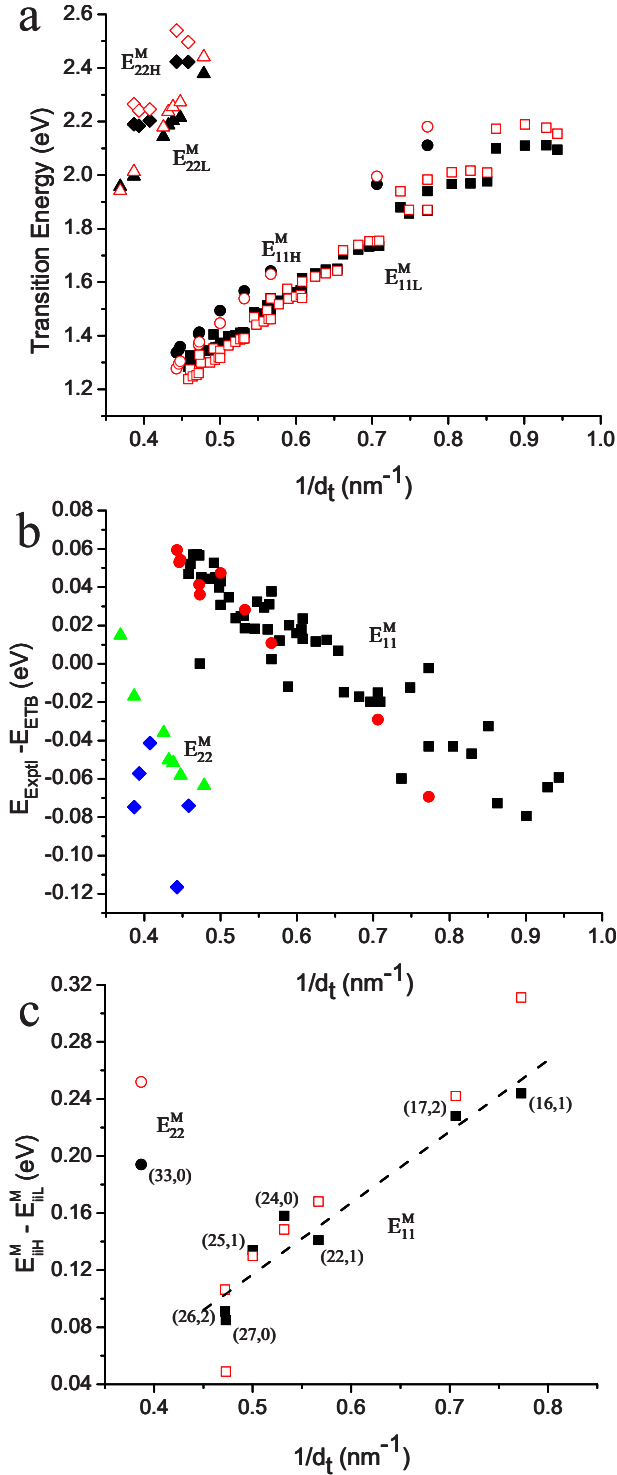 a
2.6
2.4
2.2
2.0
1.8
1.6
1.4
1.2
Transition Energy (eV)
E^M_22H
E^M_22L
E^M_11H
E^M_11L
0.4 0.5 0.6 0.7 0.8 0.9 1.0
1/d_t (nm^-1)
b
0.08
0.06
0.04
0.02
0.00
-0.02
-0.04
-0.06
-0.08
-0.10
-0.12
E_Exptl -E_ETB (eV)
E^M_11
E^M_22
0.4 0.5 0.6 0.7 0.8 0.9 1.0
1/d_t (nm^-1)
c
0.32
0.28
0.24
0.20
0.16
0.12
0.08
0.04
E^M_iiH - E^M_iiL (eV)
E^M_22
(33,0)
(17,2)
(16,1)
(24,0)
(25,1)
(22,1)
E^M_11
(26,2)
(27,0)
0.4 0.5 0.6 0.7 0.8
1/d_t (nm^-1)